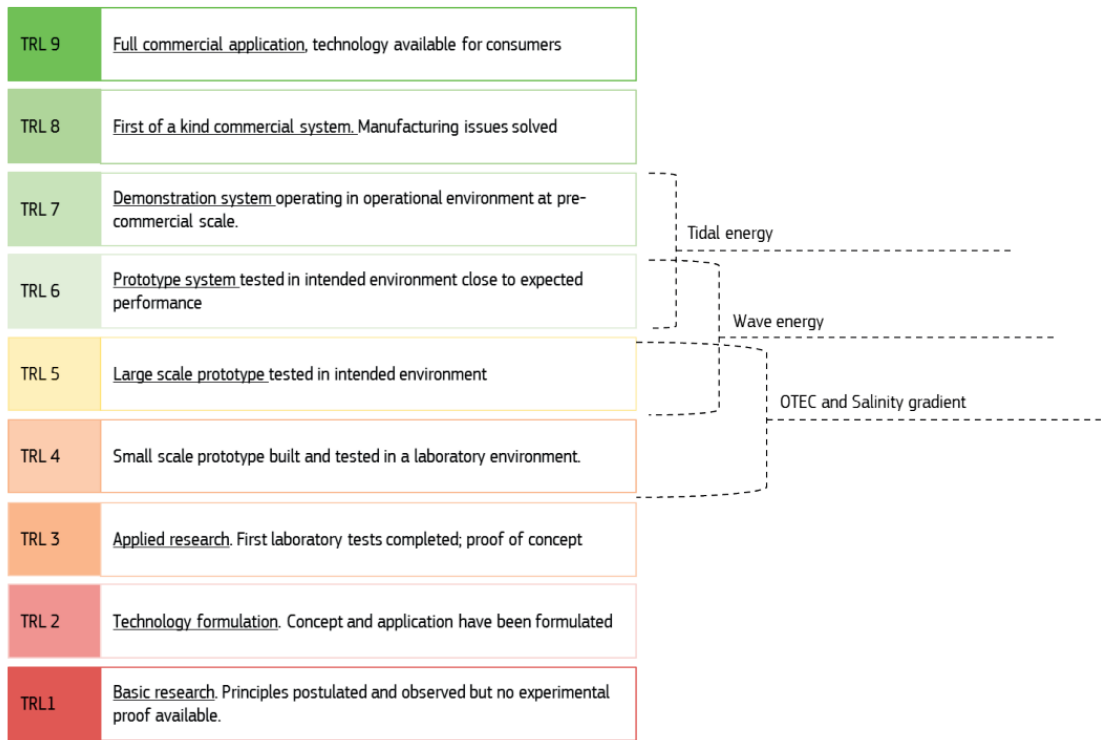 TRL 9
Full commercial application, technology available for consumers
TRL 8
First of a kind commercial system. Manufacturing issues solved
TRL 7
Demonstration system operating in operational environment at pre-
commercial scale.
Tidal energy
TRL 6
Prototype system tested in intended environment close to expected
performance
Wave energy
TRL 5
Large scale prototype tested in intended environment
OTEC and Salinity gradient
TRL 4
Small scale prototype built and tested in a laboratory environment.
TRL 3
Applied research. First laboratory tests completed; proof of concept
TRL 2
Technology formulation. Concept and application have been formulated
TRL1
Basic research. Principles postulated and observed but no experimental
proof available.